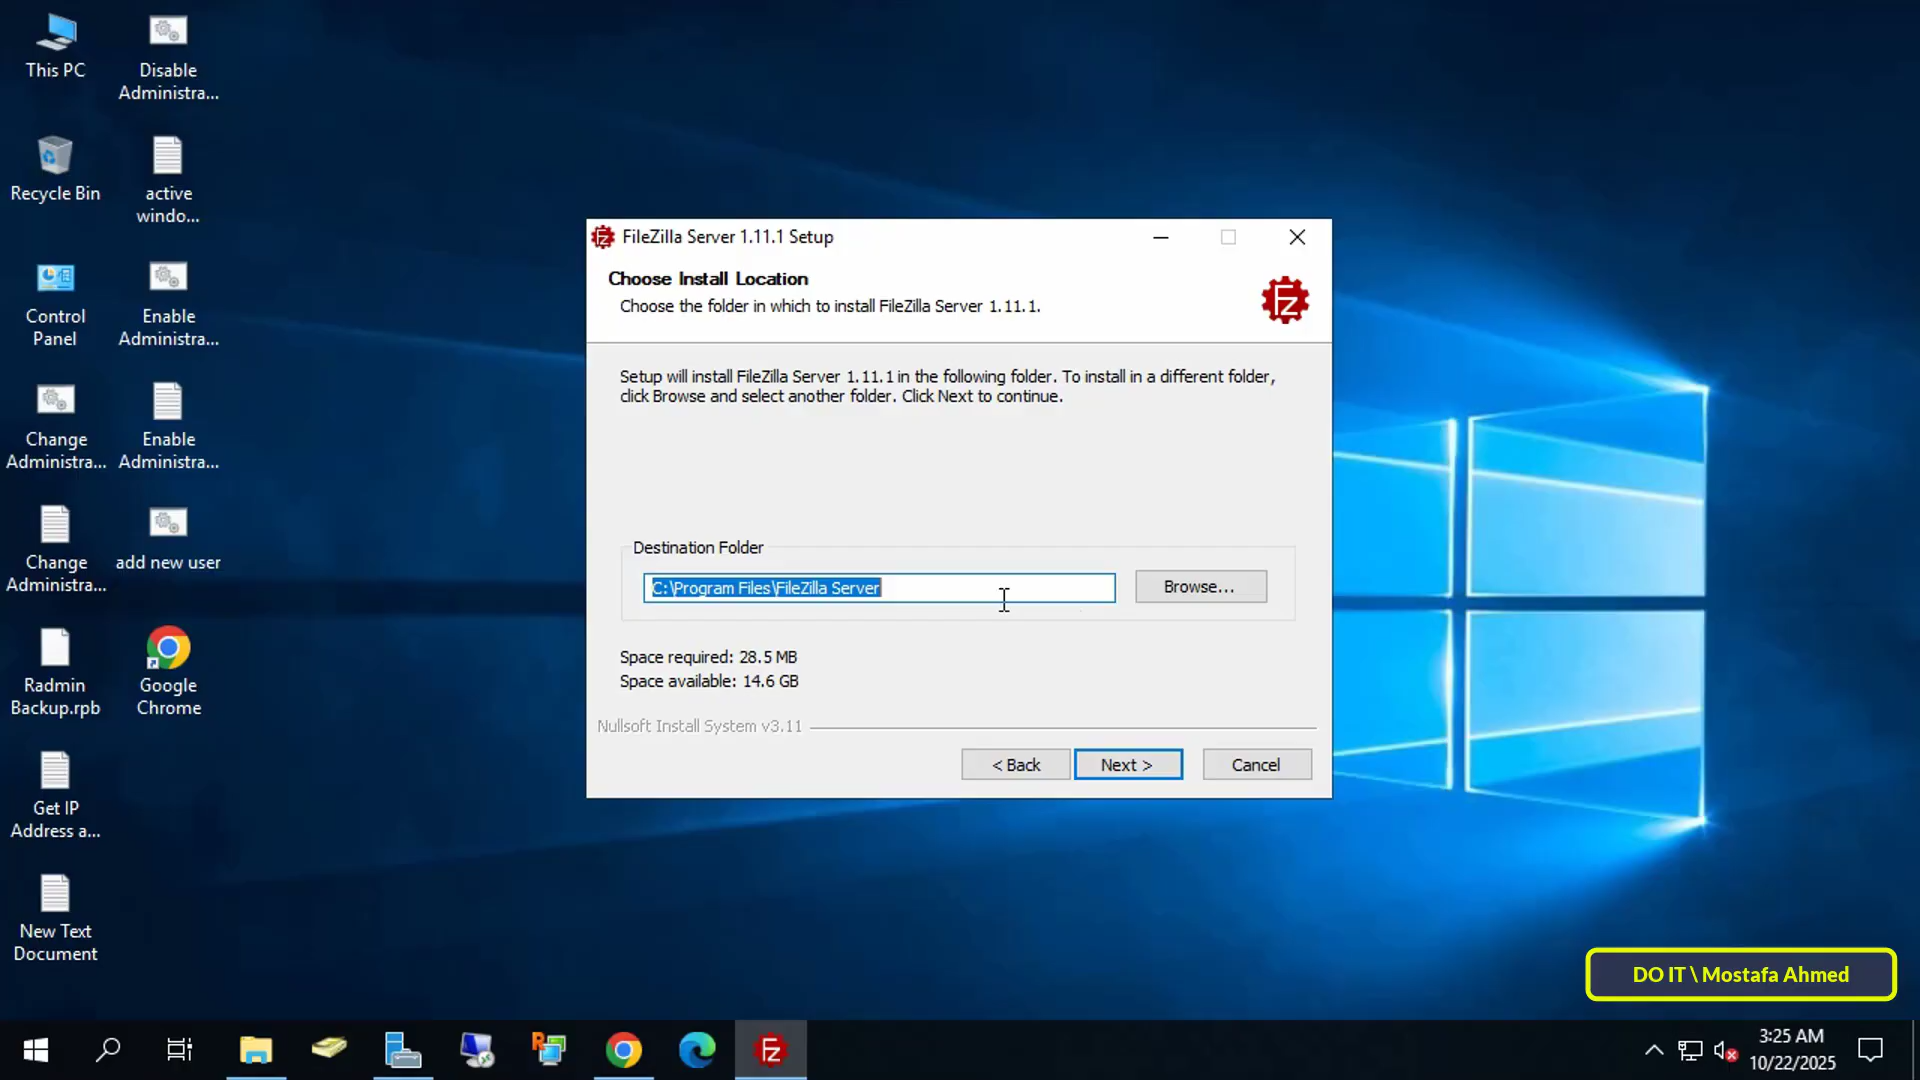 This PC
Disable
Administra...
Recycle Bin
active
windo...
Control
Panel
Enable
Administra...
Change
Administra...
Enable
Administra...
Change
Administra...
add new user
Radmin
Backup.rpb
Google
Chrome
Get IP
Address a...
New Text
Document
FileZilla Server 1.11.1 Setup
Choose Install Location
Choose the folder in which to install FileZilla Server 1.11.1.
Setup will install FileZilla Server 1.11.1 in the following folder. To install in a different folder,
click Browse and select another folder. Click Next to continue.
Destination Folder
C:\Program Files\FileZilla Server
Browse...
Space required: 28.5 MB
Space available: 14.6 GB
Nullsoft Install System v3.11
< Back
Next >
Cancel
DO IT \ Mostafa Ahmed
3:25 AM
10/22/2025